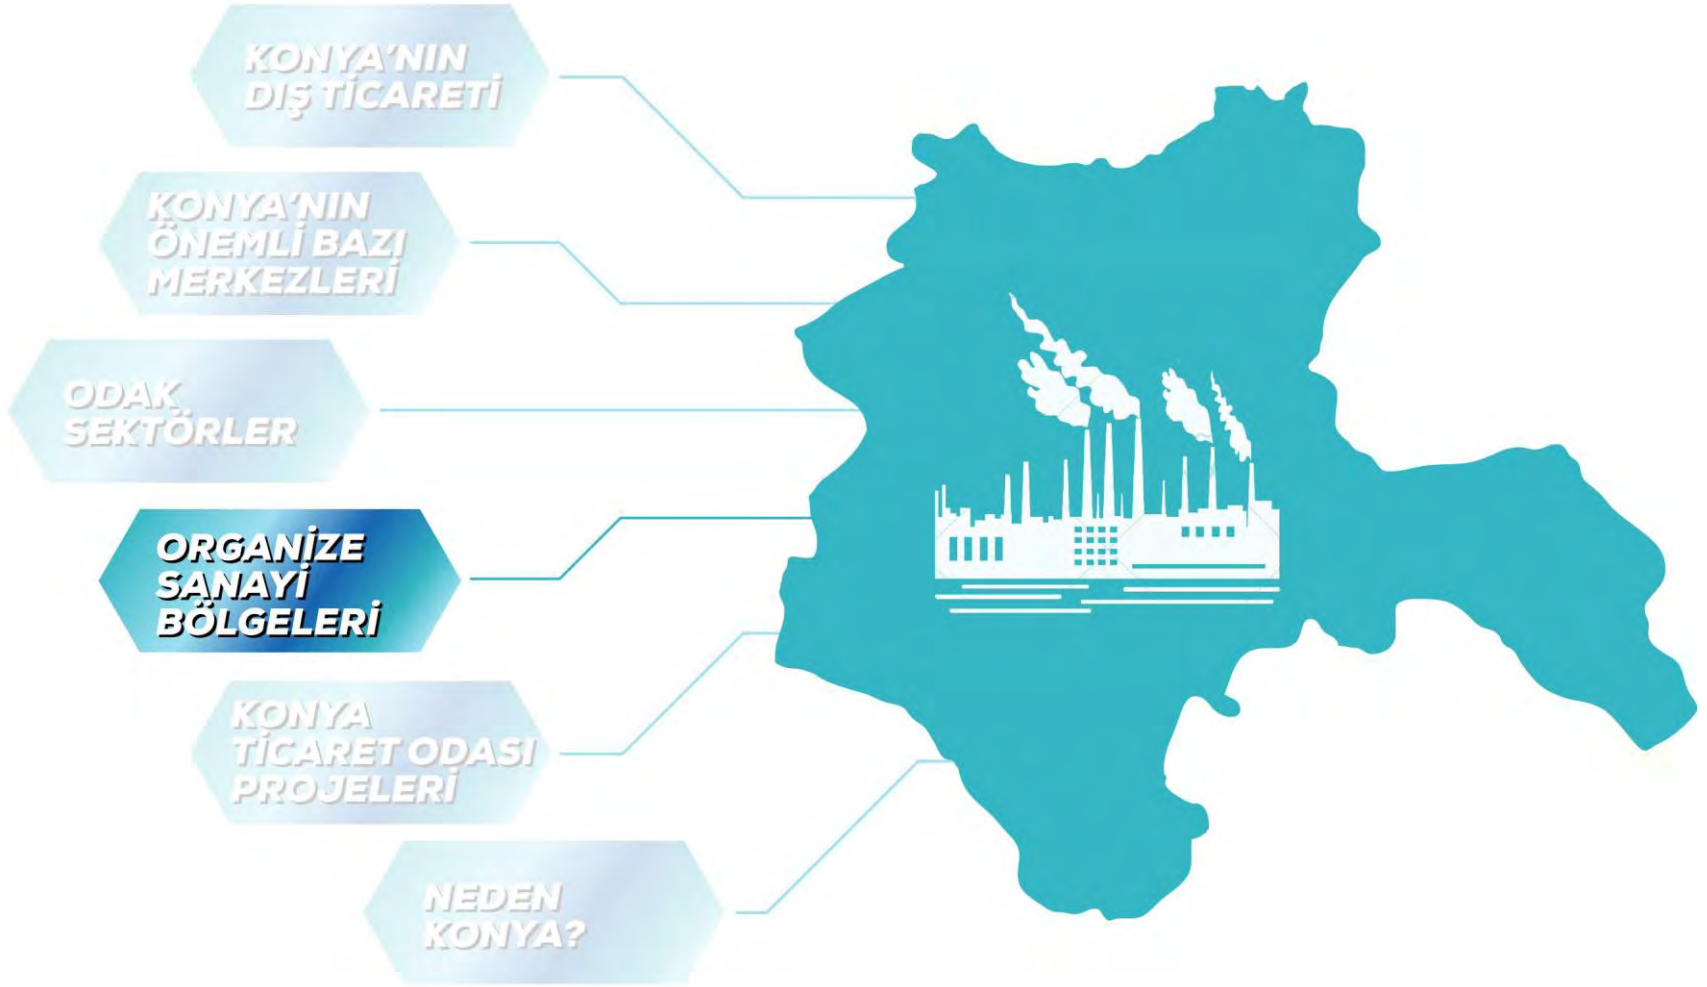 KONYA'NIN
DIŞ TİCARETİ
KONYA'NIN
ÖNEMLİ BAZI
MERKEZLERİ
ODAK
SEKTÖRLER
ORGANİZE
SANAYİ
BÖLGELERİ
KONYA
TİCARET ODASI
PROJELERİ
NEDEN
KONYA?